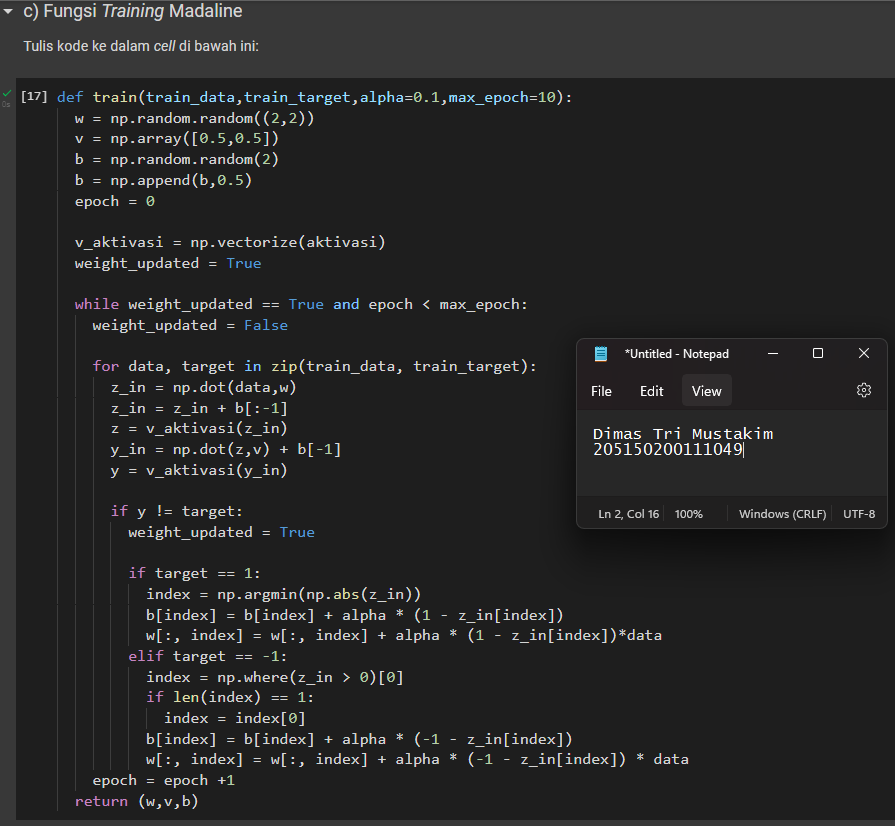 c) Fungsi Training Madaline
Tulis kode ke dalam cell di bawah ini:
[17] def train(train_data,train_target,alpha=0.1,max_epoch=10):
0s
w = np.random.random((2,2))
v = np.array([0.5,0.5])
b = np.random.random(2)
b = np.append(b,0.5)
epoch = 0
v_aktivasi = np.vectorize(aktivasi)
weight_updated = True
while weight_updated == True and epoch < max_epoch:
weight_updated = False
for data, target in zip(train_data, train_target):
z_in = np.dot(data,w)
z_in = z_in + b[:-1]
z = v_aktivasi(z_in)
y_in = np.dot(z,v) + b[-1]
y = v_aktivasi(y_in)
if y != target:
weight_updated = True
if target == 1:
index = np.argmin(np.abs(z_in))
b[index] = b[index] + alpha * (1 - z_in[index])
w[:, index] = w[:, index] + alpha * (1 - z_in[index])*data
elif target == -1:
index = np.where(z_in > 0)[0]
if len(index) == 1:
index = index[0]
b[index] = b[index] + alpha * (-1 - z_in[index])
w[:, index] = w[:, index] + alpha * (-1 - z_in[index]) * data
epoch = epoch +1
return (w,v,b)
*Untitled - Notepad
File Edit View
Dimas Tri Mustakim
205150200111049
Ln 2, Col 16 100% Windows (CRLF) UTF-8